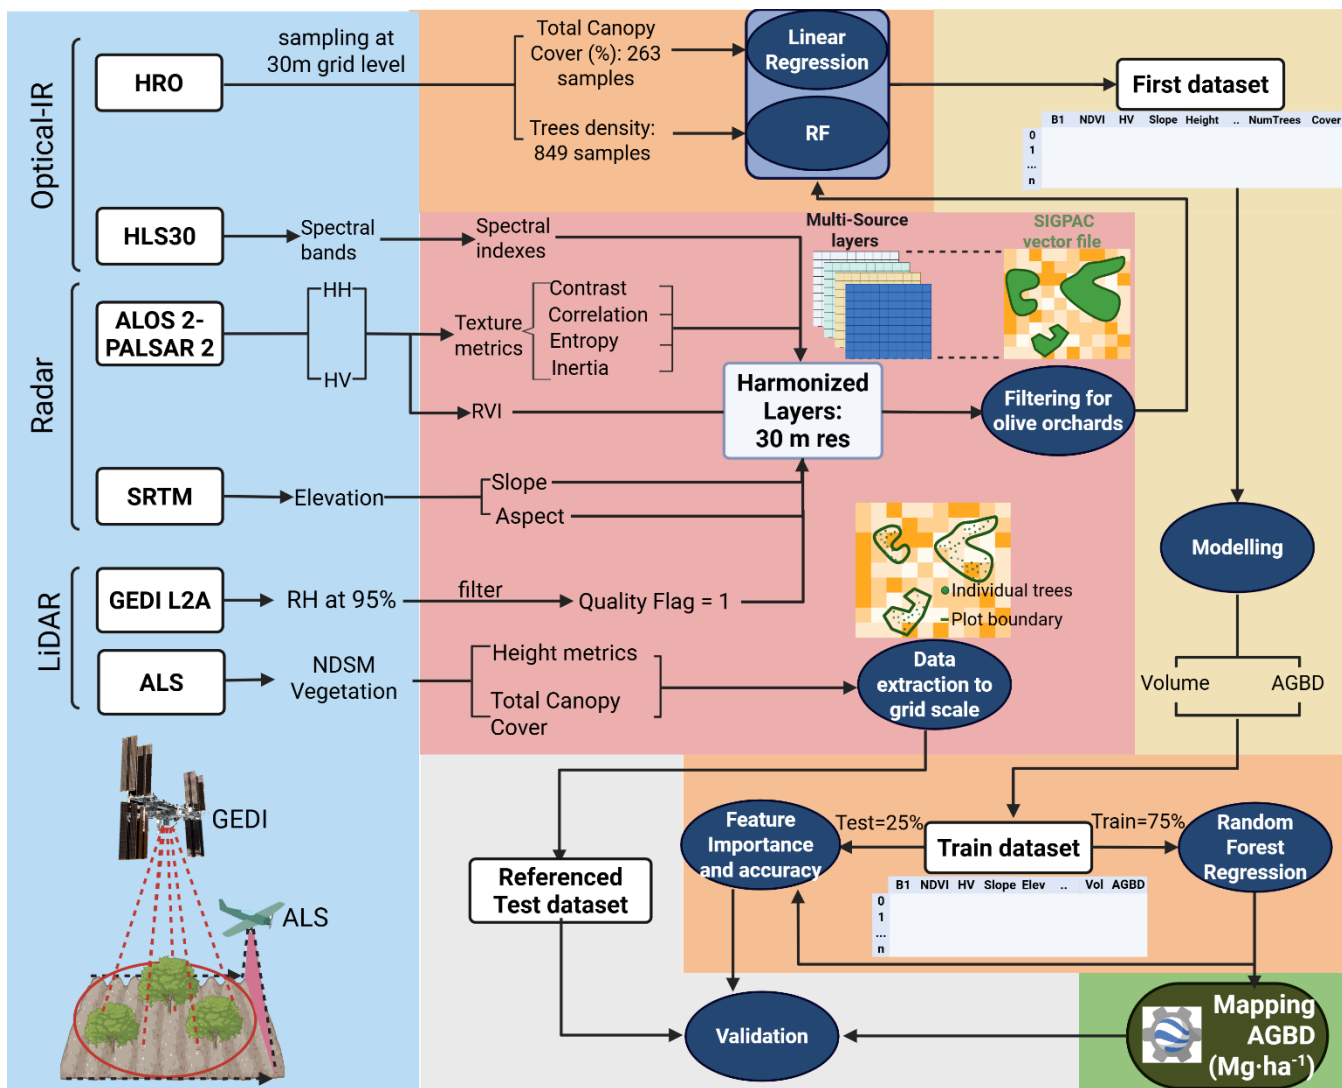 Optical-IR
HRO
sampling at
30m grid level
Total Canopy
Cover (%): 263
samples
Trees density:
849 samples
Linear
Regression
RF
First dataset
B1 NDVI HV Slope Height .. NumTrees Cover
0
1
...
n
HLS30
Spectral
bands
Spectral
indexes
Multi-Source
layers
SIGPAC
vector file
Radar
ALOS 2-
PALSAR 2
HH
HV
Texture
metrics
Contrast
Correlation
Entropy
Inertia
RVI
Harmonized
Layers:
30 m res
Filtering for
olive orchards
SRTM
Elevation
Slope
Aspect
Modelling
LiDAR
GEDI L2A
RH at 95%
filter
Quality Flag = 1
Individual trees
Plot boundary
ALS
NDSM
Vegetation
Height metrics
Total Canopy
Cover
Data
extraction to
grid scale
Volume
AGBD
GEDI
ALS
Referenced
Test dataset
Feature
Importance
and accuracy
Test=25%
Train dataset
Train=75%
Random
Forest
Regression
B1 NDVI HV Slope Elev .. Vol AGBD
0
1
...
n
Validation
Mapping
AGBD
(Mg·ha⁻¹)